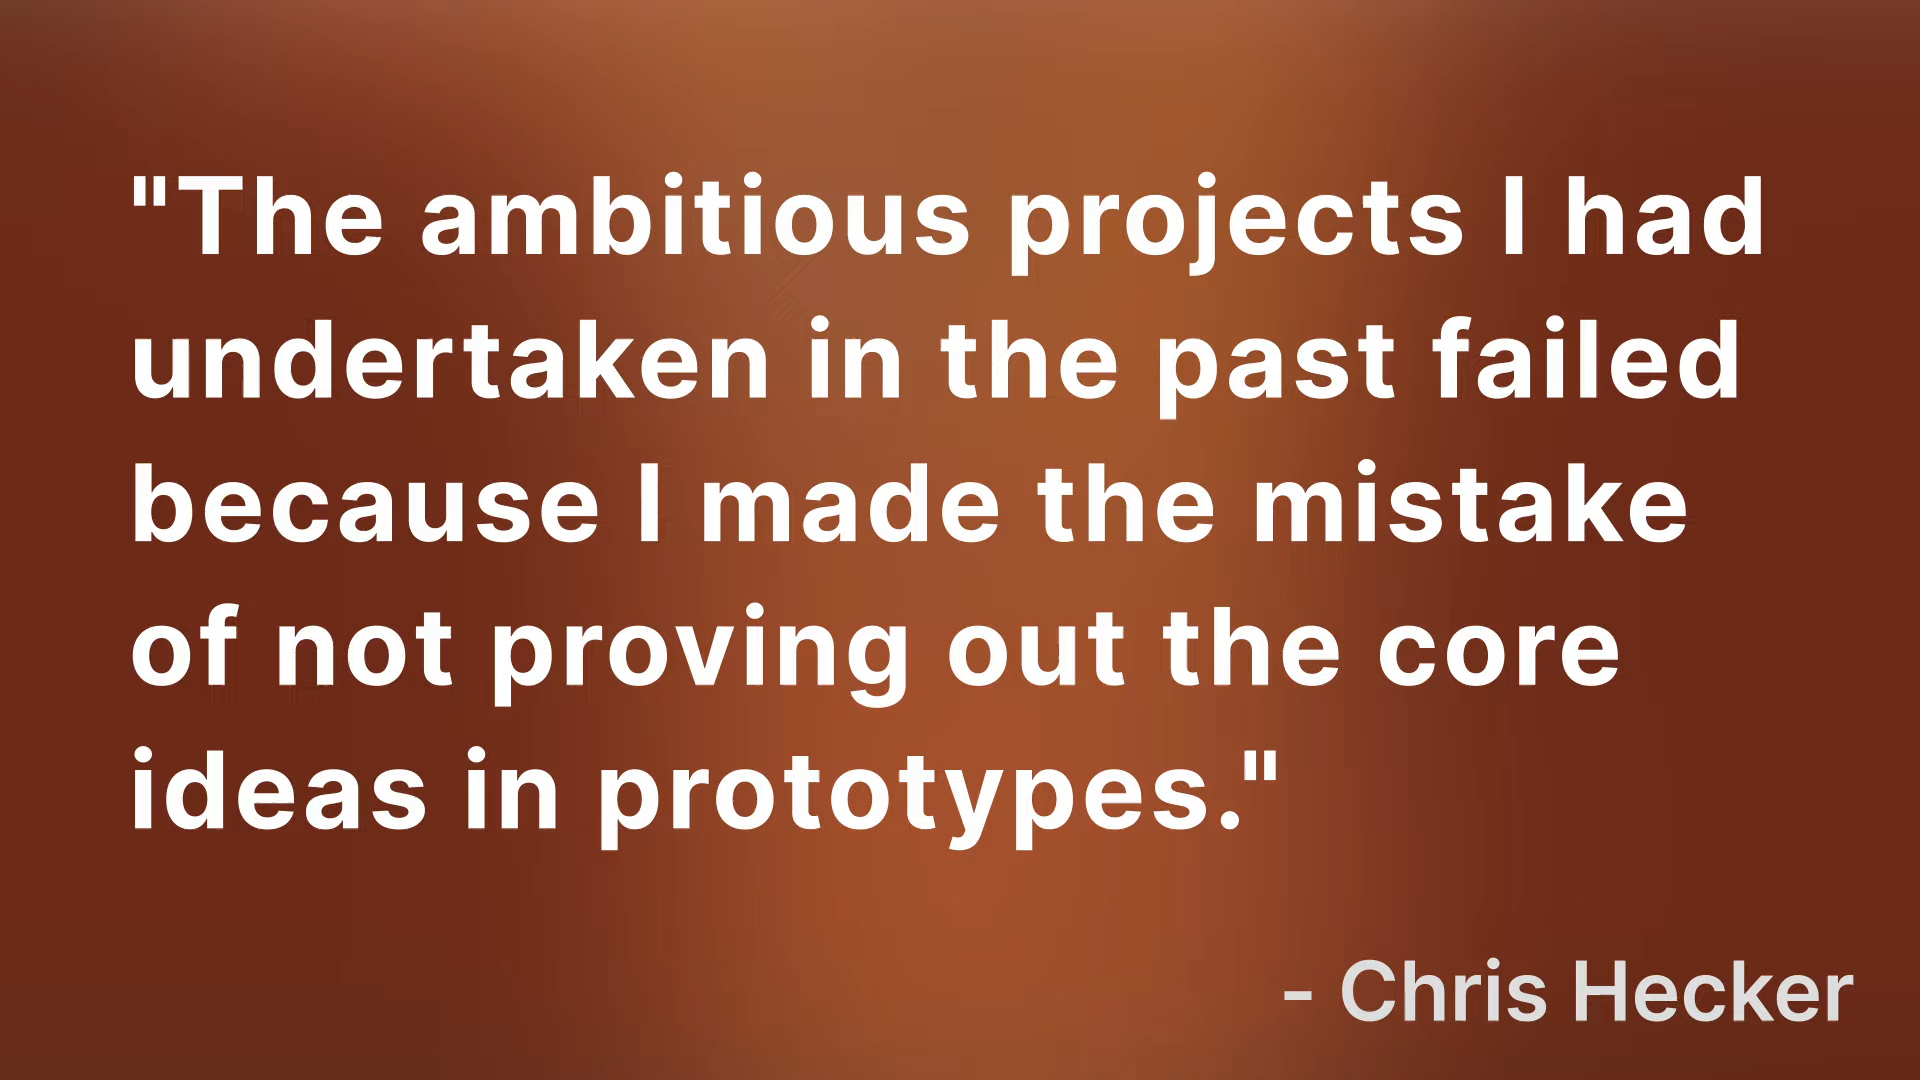 "The ambitious projects I had
undertaken in the past failed
because I made the mistake
of not proving out the core
ideas in prototypes."
- Chris Hecker